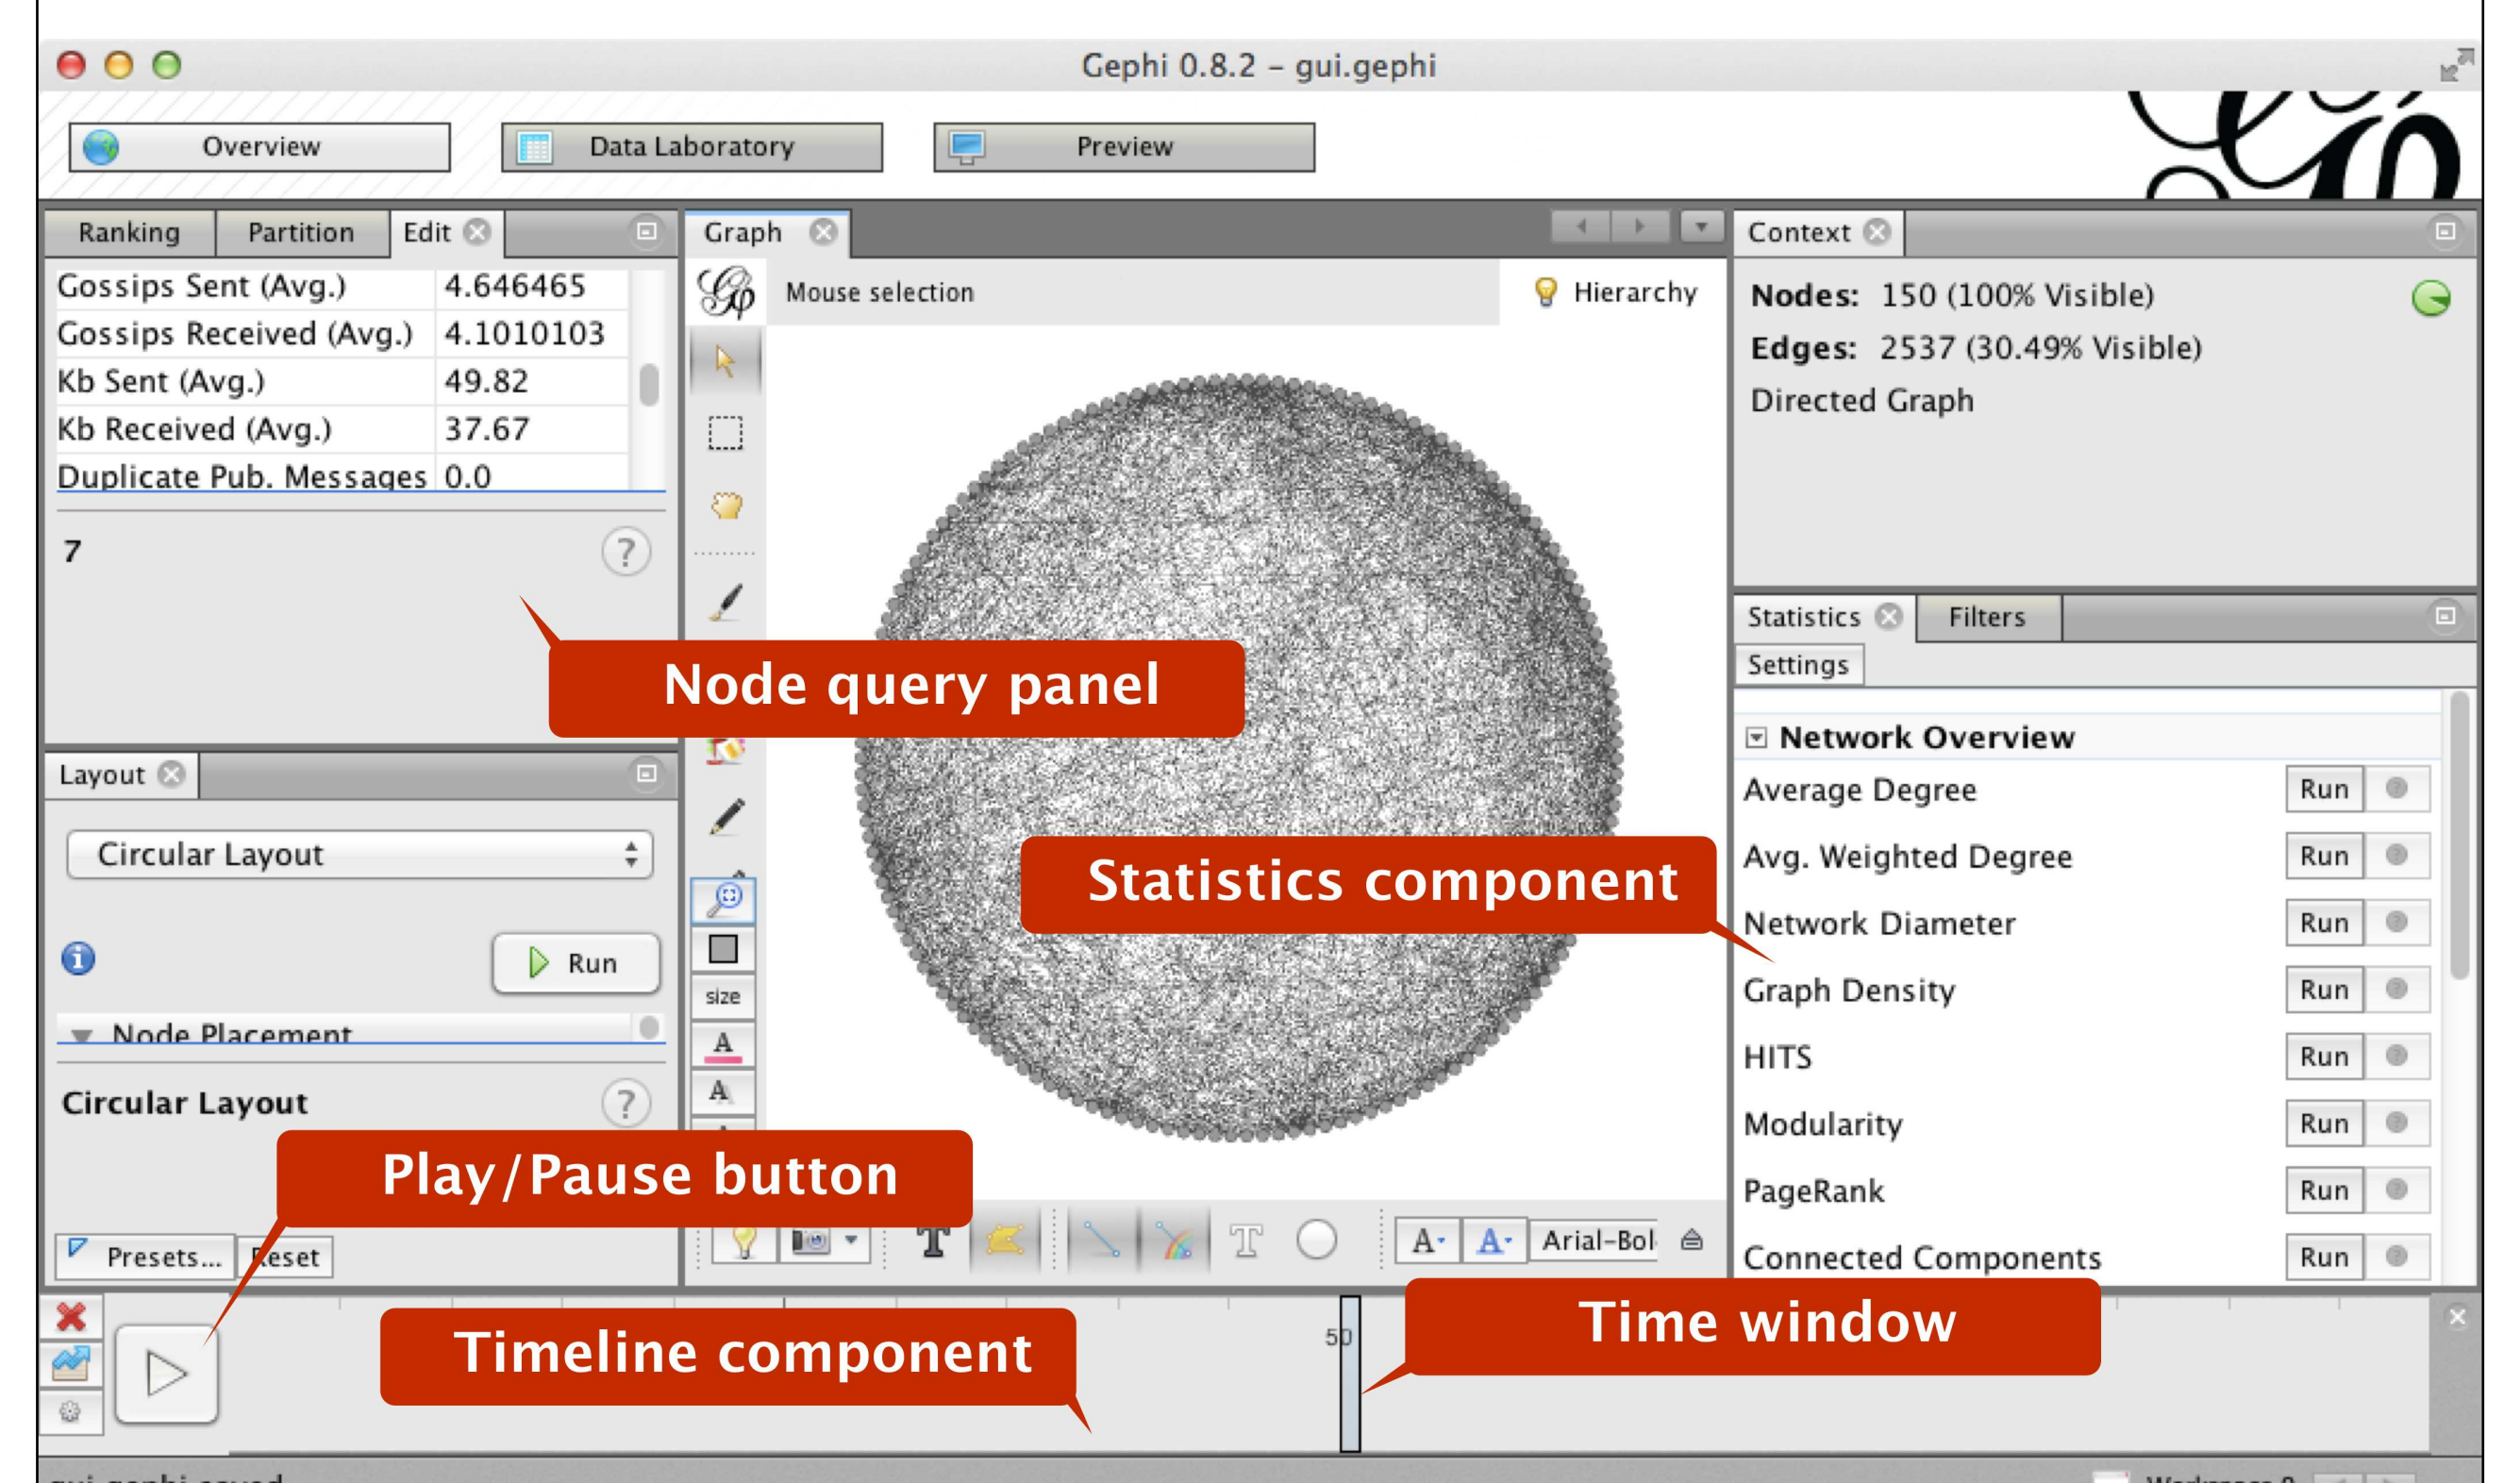 Gephi 0.8.2 – gui.gephi
Overview
Data Laboratory
Preview
Ranking
Partition
Edit
Gossips Sent (Avg.) 4.646465
Gossips Received (Avg.) 4.1010103
Kb Sent (Avg.) 49.82
Kb Received (Avg.) 37.67
Duplicate Pub. Messages 0.0
7
?
Node query panel
Layout
Circular Layout
Run
Node Placement
Circular Layout
?
Play/Pause button
Presets...
Reset
Graph
Mouse selection
Hierarchy
size
A
A
T
T
A
A
Arial-Bol
Context
Nodes: 150 (100% Visible)
Edges: 2537 (30.49% Visible)
Directed Graph
Statistics
Filters
Settings
Network Overview
Average Degree Run
Avg. Weighted Degree Run
Statistics component
Network Diameter Run
Graph Density Run
HITS Run
Modularity Run
PageRank Run
Connected Components Run
Timeline component
50
Time window
gui.gephi saved
Workspace 0